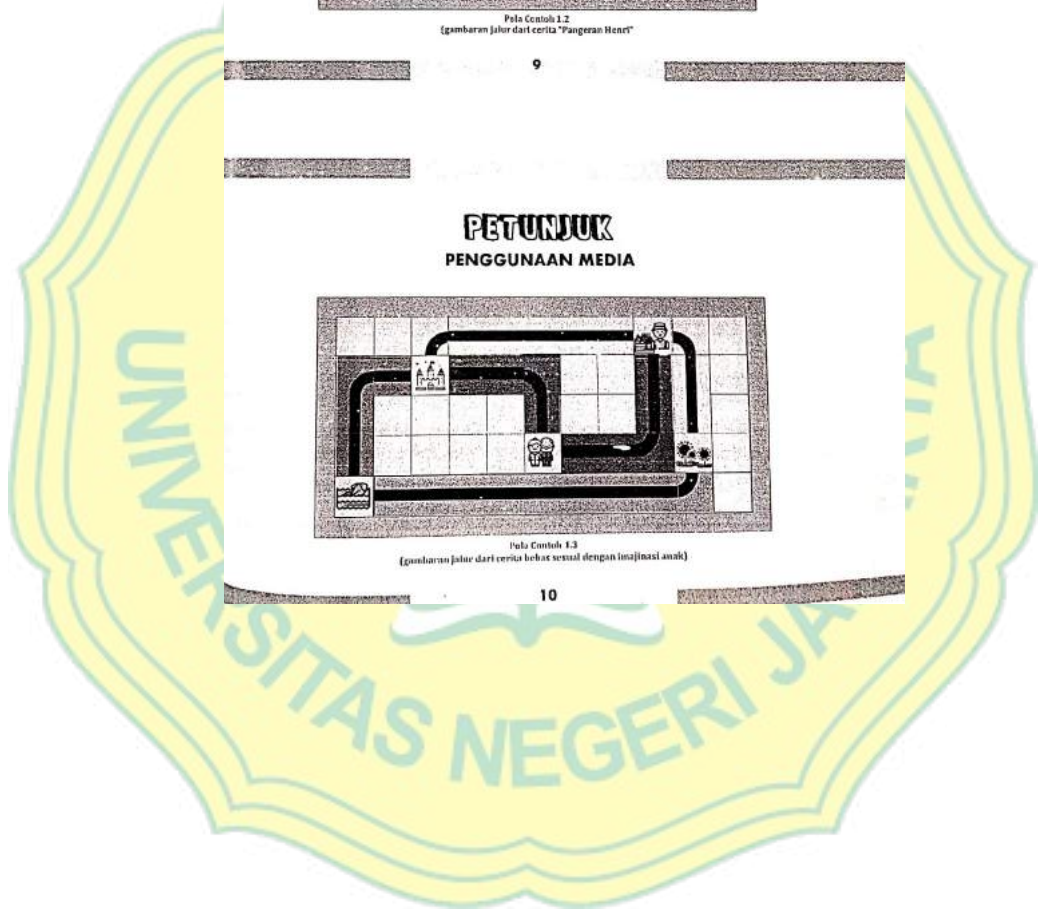 Pola Contoh 1.2
(gambaran jalur dari cerita "Pangeran Henri"
9
PETUNJUK
PENGGUNAAN MEDIA
Pola Contoh 1.3
(gambaran jalur dari cerita bebas sesuai dengan imajinasi anak)
10
UNIVERSITAS NEGERI JAKARTA